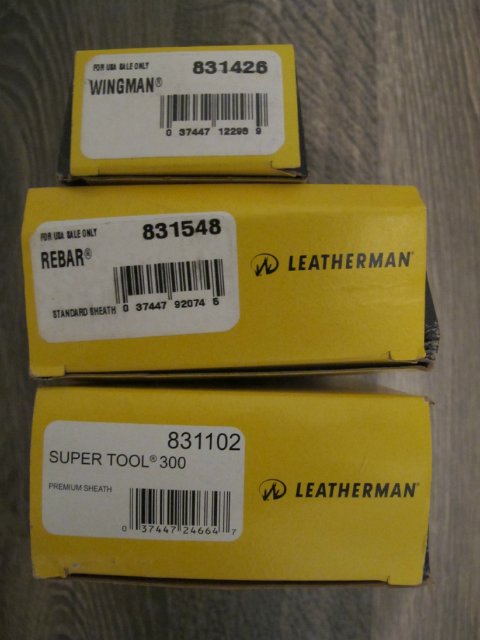 FOR USA SALE ONLY 831426
WINGMAN®
0 37447 12298 9
FOR USA SALE ONLY 831548
REBAR®
STANDARD SHEATH 0 37447 92074 5
LEATHERMAN®
831102
SUPER TOOL® 300
PREMIUM SHEATH
0 37447 24664 7
LEATHERMAN®